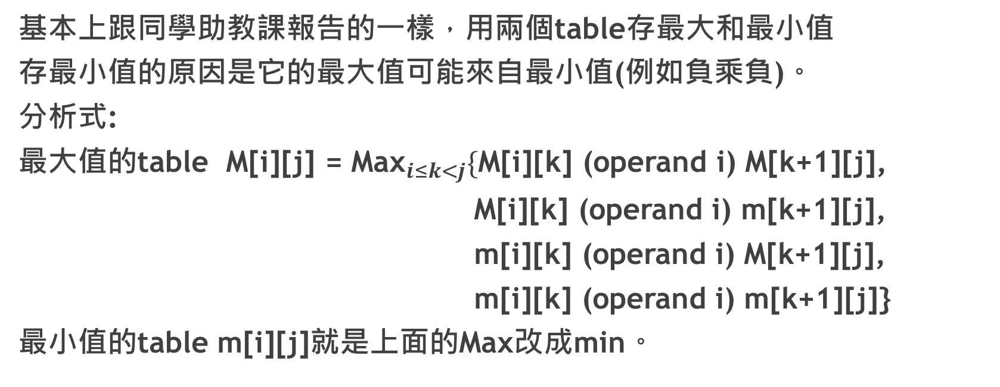 基本上跟同學助教課報告的一樣，用兩個table存最大和最小值
存最小值的原因是它的最大值可能來自最小值(例如負乘負)。
分析式:
最大值的table M[i][j] = Max_{i≤k<j}{M[i][k] (operand i) M[k+1][j],
M[i][k] (operand i) m[k+1][j],
m[i][k] (operand i) M[k+1][j],
m[i][k] (operand i) m[k+1][j]}
最小值的table m[i][j]就是上面的Max改成min。